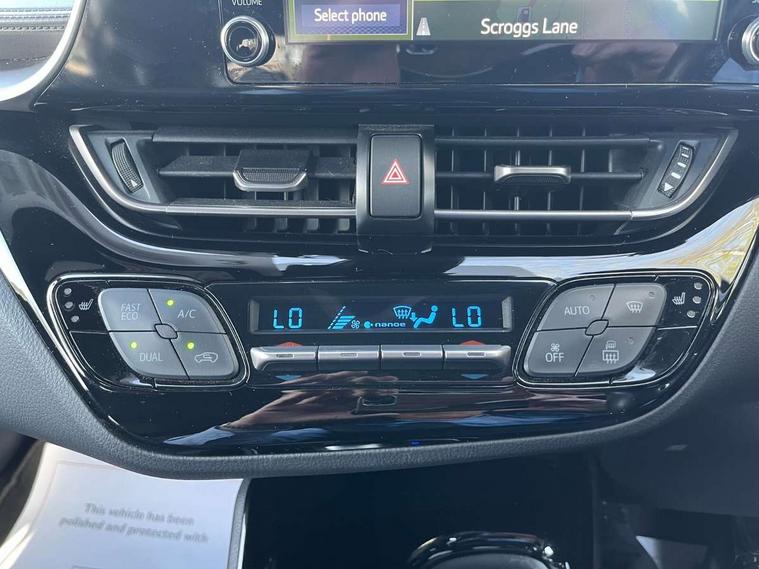 VOLUME
Select phone
Scroggs Lane
FAST
ECO
A/C
DUAL
LO
nanoe
LO
AUTO
OFF
This vehicle has been
polished and protected with